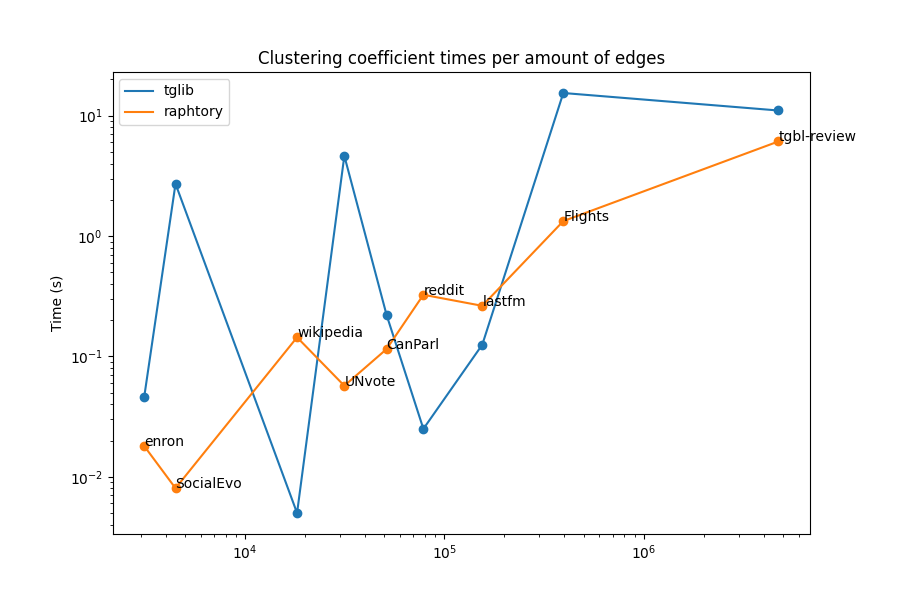 Clustering coefficient times per amount of edges
tglib
raphtory
Time (s)
10¹
10⁰
10⁻¹
10⁻²
tgbl-review
Flights
reddit
lastfm
wikipedia
CanParl
UNvote
enron
SocialEvo
10⁴
10⁵
10⁶